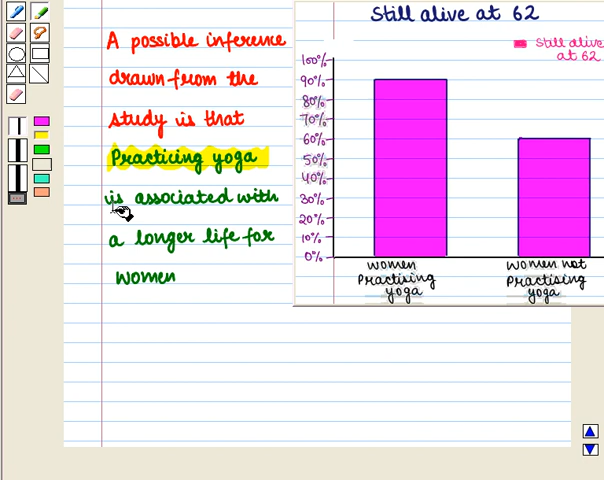 Still alive at 62
A possible inference
drawn from the
study is that
Practicing yoga
is associated with
a longer life for
women
Still alive
at 62
100%
90%
80%
70%
60%
50%
40%
30%
20%
10%
0%
women
Practising
yoga
women not
Practising
yoga